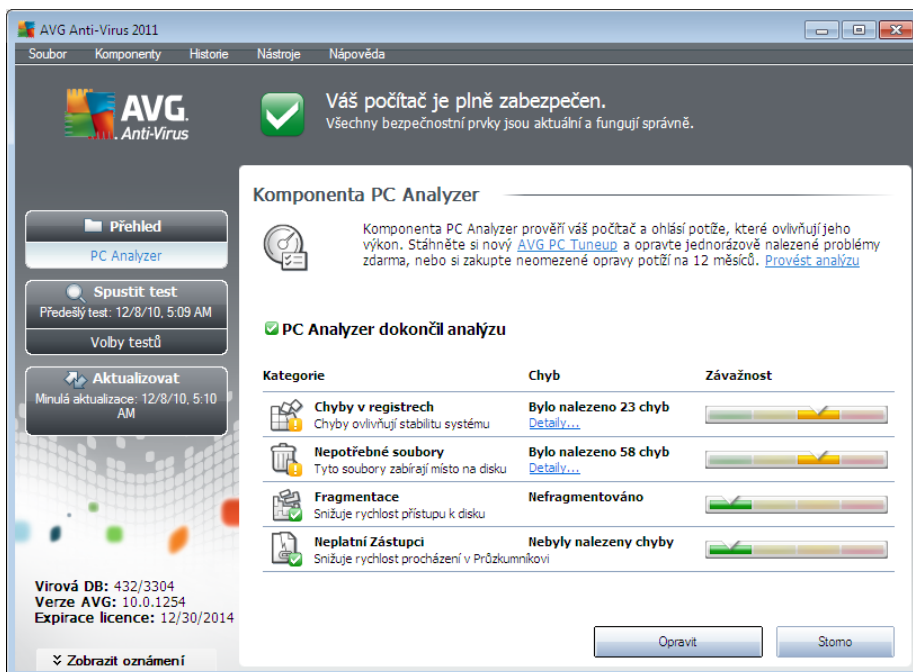 AVG Anti-Virus 2011
Soubor Komponenty Historie Nástroje Nápověda
AVG.
Anti-Virus
Váš počítač je plně zabezpečen.
Všechny bezpečnostní prvky jsou aktuální a fungují správně.
Přehled
PC Analyzer
Spustit test
Předešlý test: 12/8/10, 5:09 AM
Volby testů
Aktualizovat
Minulá aktualizace: 12/8/10, 5:10
AM
Virová DB: 432/3304
Verze AVG: 10.0.1254
Expirace licence: 12/30/2014
Zobrazit oznámení
Komponenta PC Analyzer
Komponenta PC Analyzer prověří váš počítač a ohlásí potíže, které ovlivňují jeho
výkon. Stáhněte si nový AVG PC Tuneup a opravte jednorázově nalezené problémy
zdarma, nebo si zakupte neomezené opravy potíží na 12 měsíců. Provést analýzu
PC Analyzer dokončil analýzu
Kategorie Chyb Závažnost
Chyby v registrech Bylo nalezeno 23 chyb
Chyby ovlivňují stabilitu systému Detaily...
Nepotřebné soubory Bylo nalezeno 58 chyb
Tyto soubory zabírají místo na disku Detaily...
Fragmentace Nefragmentováno
Snižuje rychlost přístupu k disku
Neplatní Zástupci Nebyly nalezeny chyby
Snižuje rychlost procházení v Průzkumníkovi
Opravit Storno